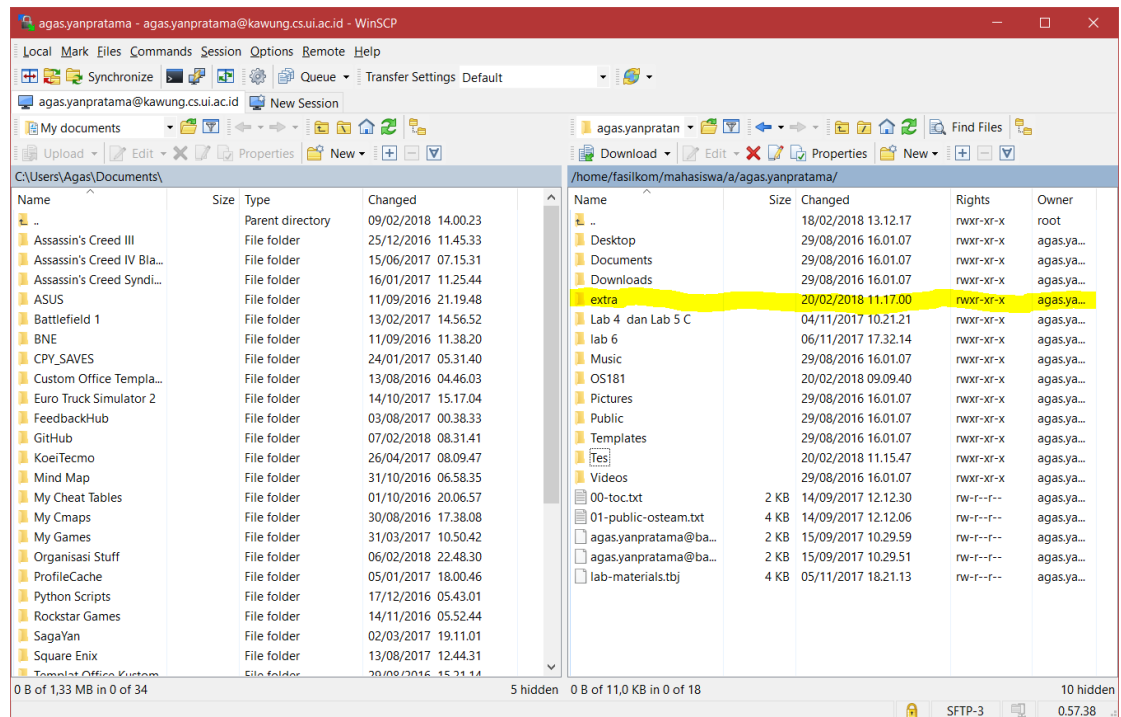 agas.yanpratama - agas.yanpratama@kawung.cs.ui.ac.id - WinSCP
Local Mark Files Commands Session Options Remote Help
Synchronize Queue Transfer Settings Default
agas.yanpratama@kawung.cs.ui.ac.id New Session
My documents
Upload Edit Properties New
C:\Users\Agas\Documents\
Name Size Type Changed
.. Parent directory 09/02/2018 14.00.23
Assassin's Creed III File folder 25/12/2016 11.45.33
Assassin's Creed IV Bla... File folder 15/06/2017 07.15.31
Assassin's Creed Syndi... File folder 16/01/2017 11.25.44
ASUS File folder 11/09/2016 21.19.48
Battlefield 1 File folder 13/02/2017 14.56.52
BNE File folder 11/09/2016 11.38.20
CPY_SAVES File folder 24/01/2017 05.31.40
Custom Office Templa... File folder 13/08/2016 04.46.03
Euro Truck Simulator 2 File folder 14/10/2017 15.17.04
FeedbackHub File folder 03/08/2017 00.38.33
GitHub File folder 07/02/2018 08.31.41
KoeiTecmo File folder 26/04/2017 08.09.47
Mind Map File folder 31/10/2016 06.58.35
My Cheat Tables File folder 01/10/2016 20.06.57
My Cmaps File folder 30/08/2016 17.38.08
My Games File folder 31/03/2017 10.50.42
Organisasi Stuff File folder 06/02/2018 22.48.30
ProfileCache File folder 05/01/2017 18.00.46
Python Scripts File folder 17/12/2016 05.43.01
Rockstar Games File folder 14/11/2016 05.52.44
SagaYan File folder 02/03/2017 19.11.01
Square Enix File folder 13/08/2017 12.44.31
Templat Office Kustom File folder 29/08/2016 15.21.14
0 B of 1,33 MB in 0 of 34 5 hidden
agas.yanpratan Find Files
Download Edit Properties New
/home/fasilkom/mahasiswa/a/agas.yanpratama/
Name Size Changed Rights Owner
.. 18/02/2018 13.12.17 rwxr-xr-x root
Desktop 29/08/2016 16.01.07 rwxr-xr-x agas.ya...
Documents 29/08/2016 16.01.07 rwxr-xr-x agas.ya...
Downloads 29/08/2016 16.01.07 rwxr-xr-x agas.ya...
extra 20/02/2018 11.17.00 rwxr-xr-x agas.ya...
Lab 4 dan Lab 5 C 04/11/2017 10.21.21 rwxr-xr-x agas.ya...
lab 6 06/11/2017 17.32.14 rwxr-xr-x agas.ya...
Music 29/08/2016 16.01.07 rwxr-xr-x agas.ya...
OS181 20/02/2018 09.09.40 rwxr-xr-x agas.ya...
Pictures 29/08/2016 16.01.07 rwxr-xr-x agas.ya...
Public 29/08/2016 16.01.07 rwxr-xr-x agas.ya...
Templates 29/08/2016 16.01.07 rwxr-xr-x agas.ya...
Tes 20/02/2018 11.15.47 rwxr-xr-x agas.ya...
Videos 29/08/2016 16.01.07 rwxr-xr-x agas.ya...
00-toc.txt 2 KB 14/09/2017 12.12.30 rw-r--r-- agas.ya...
01-public-osteam.txt 4 KB 14/09/2017 12.12.06 rw-r--r-- agas.ya...
agas.yanpratama@ba... 2 KB 15/09/2017 10.29.59 rw-r--r-- agas.ya...
agas.yanpratama@ba... 2 KB 15/09/2017 10.29.51 rw-r--r-- agas.ya...
lab-materials.tbj 4 KB 05/11/2017 18.21.13 rw-r--r-- agas.ya...
0 B of 11,0 KB in 0 of 18 10 hidden
SFTP-3 0.57.38